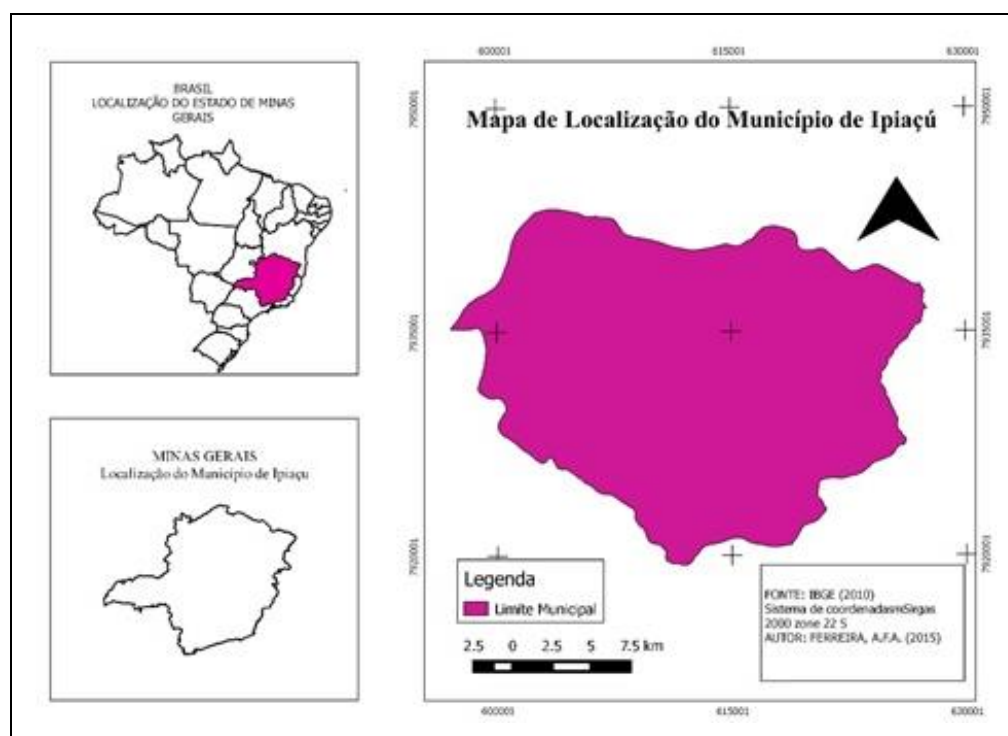 BRASIL
LOCALIZAÇÃO DO ESTADO DE MINAS
GERAIS
MINAS GERAIS
Localização do Município de Ipiaçu
600001 615001 630001
7950001 7950001
Mapa de Localização do Município de Ipiaçú
7935001 7935001
7920001 7920001
Legenda
Limite Municipal
2.5 0 2.5 5 7.5 km
FONTE: IBGE (2010)
Sistema de coordenadasmSirgas
2000 zone 22 S
AUTOR: FERREIRA, A.F.A. (2015)
600001 615001 630001